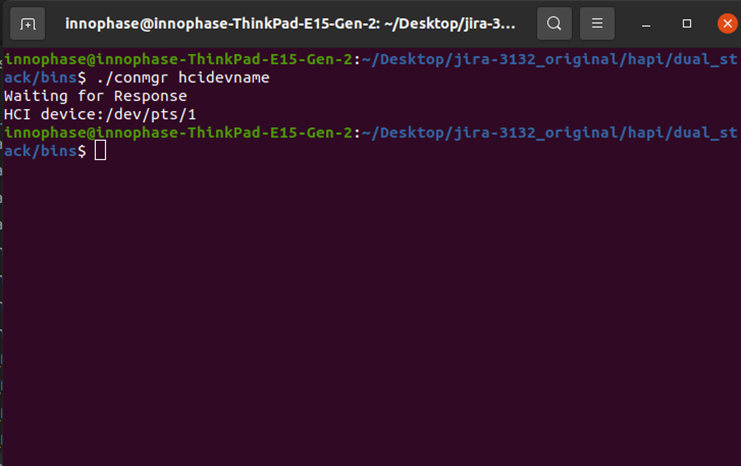 innophase@innophase-ThinkPad-E15-Gen-2: ~/Desktop/jira-3...
innophase@innophase-ThinkPad-E15-Gen-2:~/Desktop/jira-3132_original/hapi/dual_st
ack/bins$ ./conmgr hcidevname
Waiting for Response
HCI device:/dev/pts/1
innophase@innophase-ThinkPad-E15-Gen-2:~/Desktop/jira-3132_original/hapi/dual_st
ack/bins$